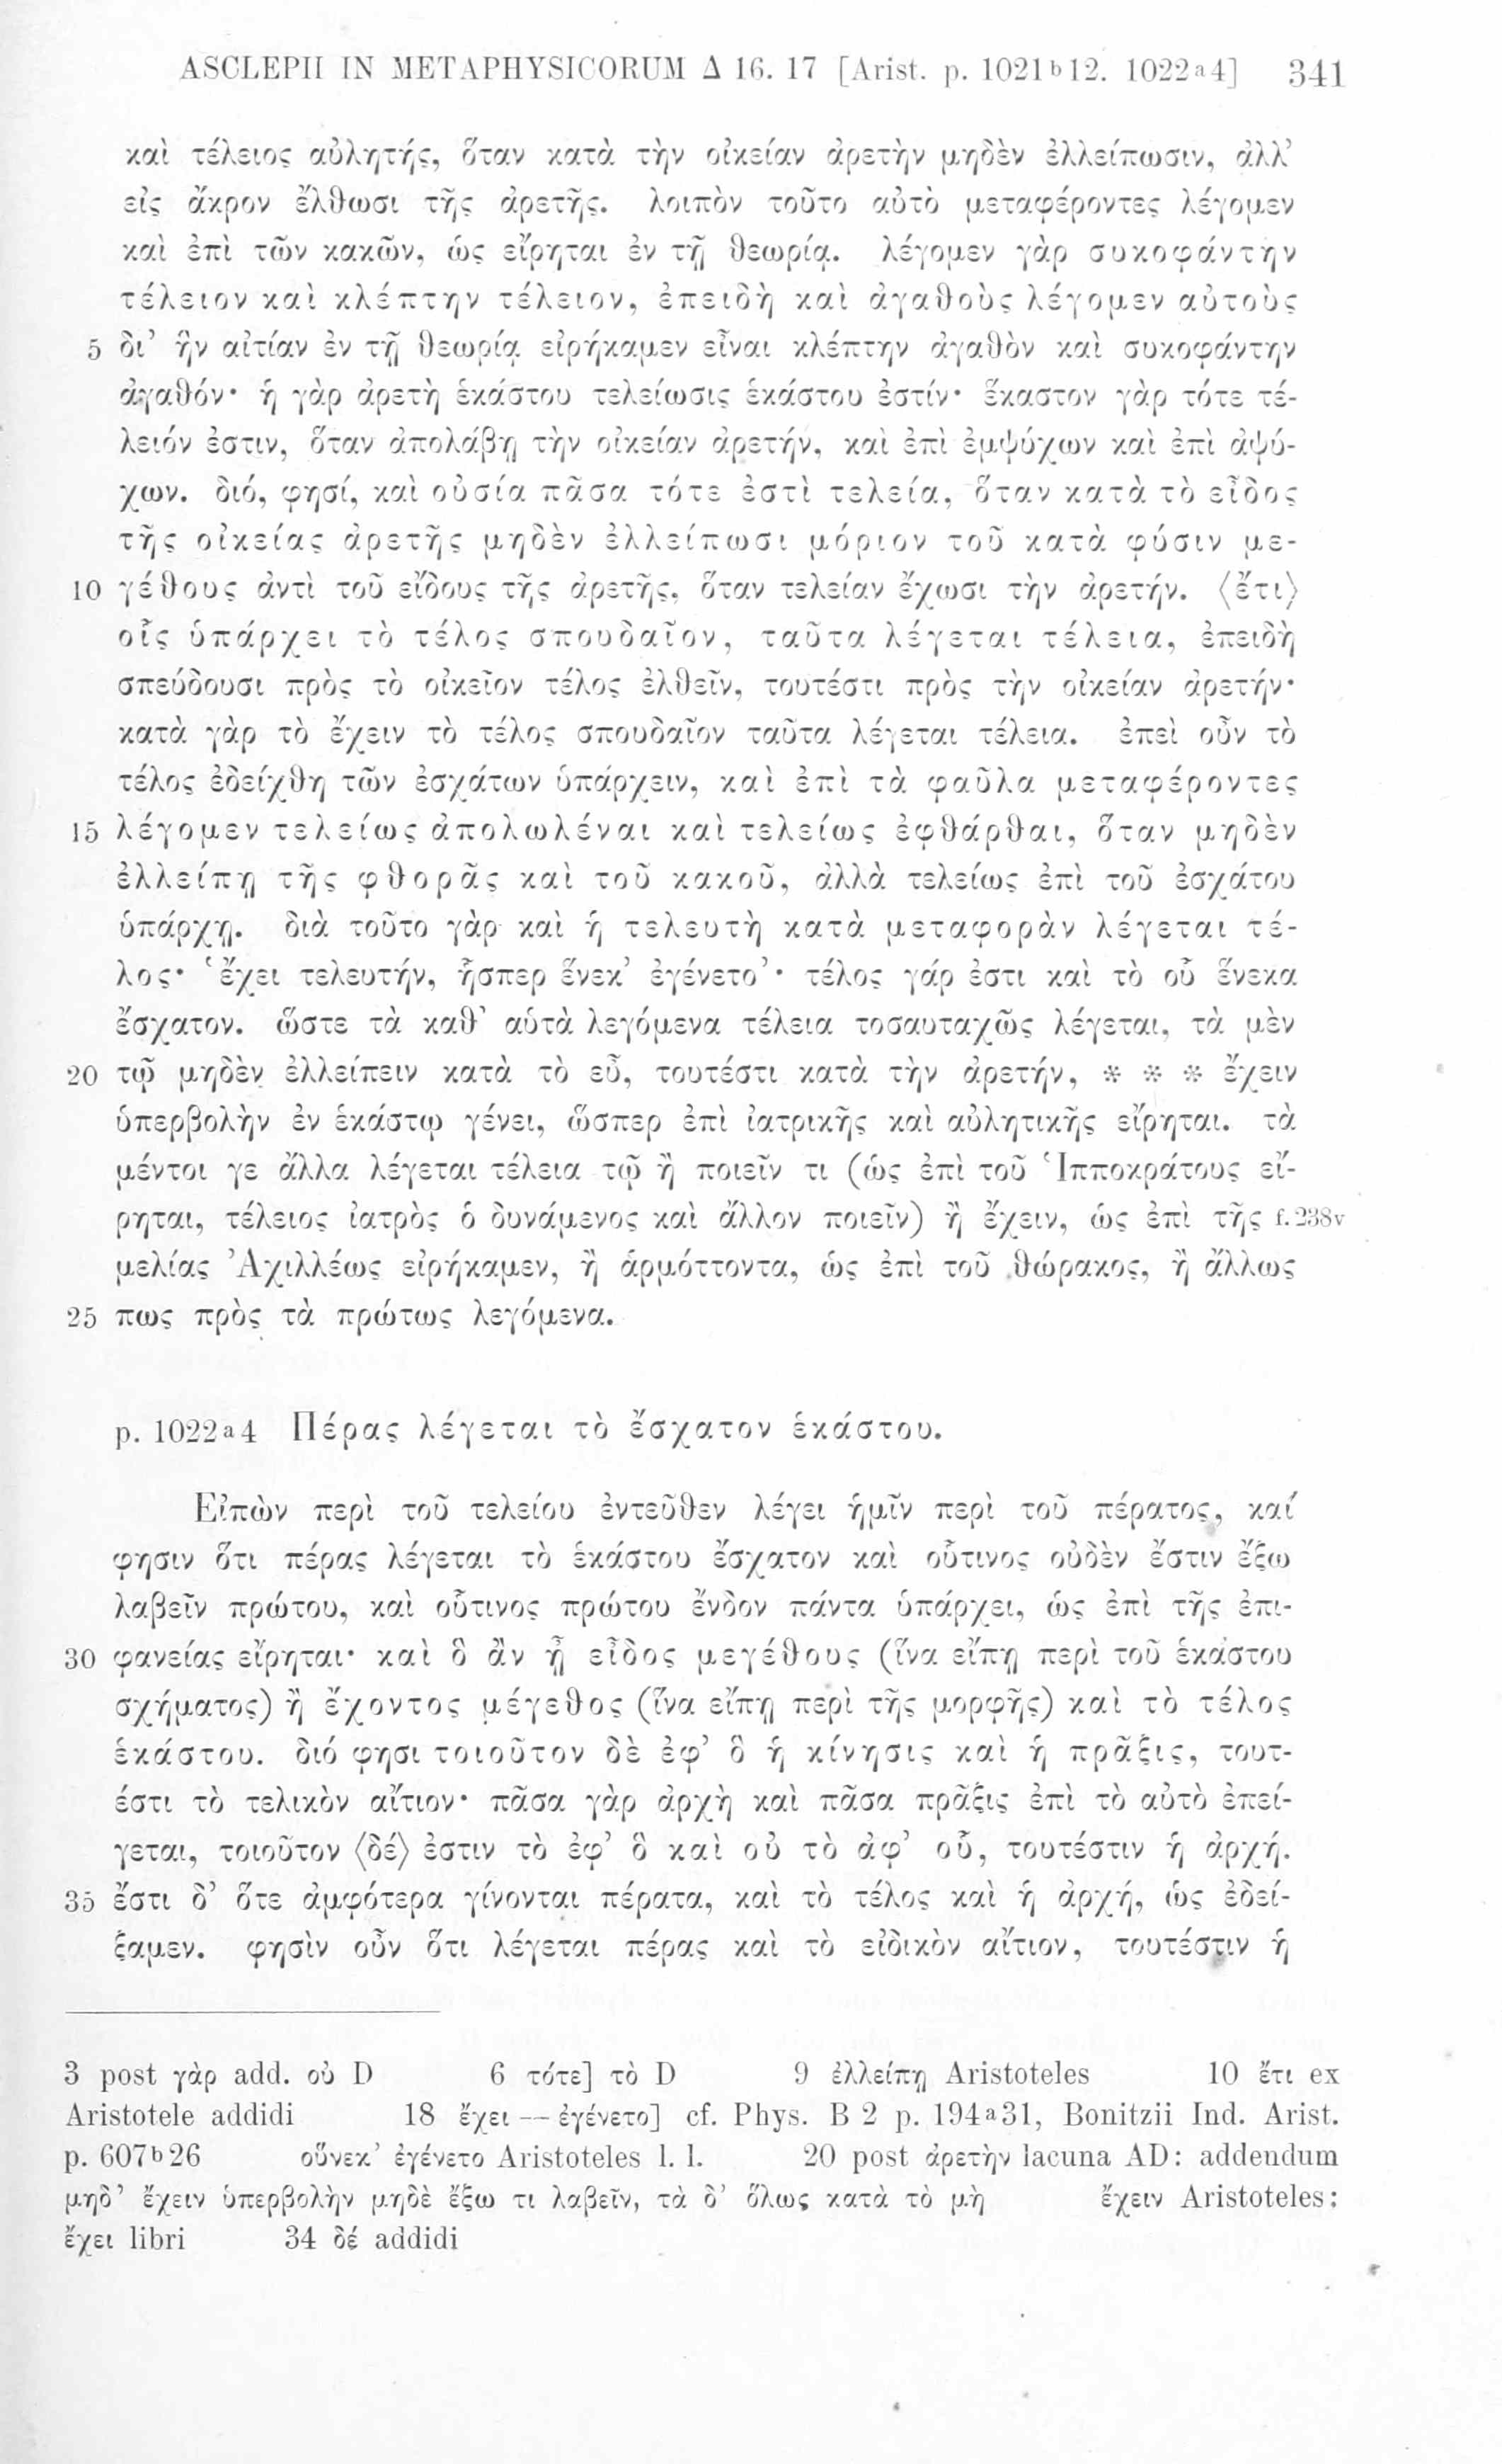 ASCLEPII IN METAPHYSICORUM Δ 16. 17 [Arist. p. 1021ᵇ12. 1022ᵃ4] 341
καὶ τέλειος αὐλητής, ὅταν κατὰ τὴν οἰκείαν ἀρετὴν μηδὲν ἐλλείπωσιν, ἀλλ’
εἰς ἄκρον ἔλθωσι τῆς ἀρετῆς. λοιπὸν τοῦτο αὐτὸ μεταφέροντες λέγομεν
καὶ ἐπὶ τῶν κακῶν, ὡς εἴρηται ἐν τῇ θεωρίᾳ. λέγομεν γὰρ συκοφάντην
τέλειον καὶ κλέπτην τέλειον, ἐπειδὴ καὶ ἀγαθοὺς λέγομεν αὐτοὺς
5 δι’ ἣν αἰτίαν ἐν τῇ θεωρίᾳ εἰρήκαμεν εἶναι κλέπτην ἀγαθὸν καὶ συκοφάντην
ἀγαθόν· ἡ γὰρ ἀρετὴ ἑκάστου τελείωσις ἑκάστου ἐστίν· ἕκαστον γὰρ τότε τέ-
λειόν ἐστιν, ὅταν ἀπολάβῃ τὴν οἰκείαν ἀρετήν, καὶ ἐπὶ ἐμψύχων καὶ ἐπὶ ἀψύ-
χων. διό, φησί, καὶ οὐσία πᾶσα τότε ἐστὶ τελεία, ὅταν κατὰ τὸ εἶδος
τῆς οἰκείας ἀρετῆς μηδὲν ἐλλείπωσι μόριον τοῦ κατὰ φύσιν με-
10 γέθους ἀντὶ τοῦ εἴδους τῆς ἀρετῆς, ὅταν τελείαν ἔχωσι τὴν ἀρετήν. ⟨ἔτι⟩
οἷς ὑπάρχει τὸ τέλος σπουδαῖον, ταῦτα λέγεται τέλεια, ἐπειδὴ
σπεύδουσι πρὸς τὸ οἰκεῖον τέλος ἐλθεῖν, τουτέστι πρὸς τὴν οἰκείαν ἀρετήν·
κατὰ γὰρ τὸ ἔχειν τὸ τέλος σπουδαῖον ταῦτα λέγεται τέλεια. ἐπεὶ οὖν τὸ
τέλος ἐδείχθη τῶν ἐσχάτων ὑπάρχειν, καὶ ἐπὶ τὰ φαῦλα μεταφέροντες
15 λέγομεν τελείως ἀπολωλέναι καὶ τελείως ἐφθάρθαι, ὅταν μηδὲν
ἐλλείπῃ τῆς φθορᾶς καὶ τοῦ κακοῦ, ἀλλὰ τελείως ἐπὶ τοῦ ἐσχάτου
ὑπάρχῃ. διὰ τοῦτο γὰρ καὶ ἡ τελευτὴ κατὰ μεταφορὰν λέγεται τέ-
λος· ‘ἔχει τελευτήν, ἧσπερ ἕνεκ’ ἐγένετο’· τέλος γάρ ἐστι καὶ τὸ οὗ ἕνεκα
ἔσχατον. ὥστε τὰ καθ’ αὑτὰ λεγόμενα τέλεια τοσαυταχῶς λέγεται, τὰ μὲν
20 τῷ μηδὲν ἐλλείπειν κατὰ τὸ εὖ, τουτέστι κατὰ τὴν ἀρετήν, * * * ἔχειν
ὑπερβολὴν ἐν ἑκάστῳ γένει, ὥσπερ ἐπὶ ἰατρικῆς καὶ αὐλητικῆς εἴρηται. τὰ
μέντοι γε ἄλλα λέγεται τέλεια τῷ ἢ ποιεῖν τι (ὡς ἐπὶ τοῦ Ἱπποκράτους εἴ-
ρηται, τέλειος ἰατρὸς ὁ δυνάμενος καὶ ἄλλον ποιεῖν) ἢ ἔχειν, ὡς ἐπὶ τῆς f. 238v
μελίας Ἀχιλλέως εἰρήκαμεν, ἢ ἁρμόττοντα, ὡς ἐπὶ τοῦ θώρακος, ἢ ἄλλως
25 πως πρὸς τὰ πρώτως λεγόμενα.
p. 1022ᵃ4 Πέρας λέγεται τὸ ἔσχατον ἑκάστου.
Εἰπὼν περὶ τοῦ τελείου ἐντεῦθεν λέγει ἡμῖν περὶ τοῦ πέρατος, καί
φησιν ὅτι πέρας λέγεται τὸ ἑκάστου ἔσχατον καὶ οὗτινος οὐδὲν ἔστιν ἔξω
λαβεῖν πρώτου, καὶ οὗτινος πρώτου ἔνδον πάντα ὑπάρχει, ὡς ἐπὶ τῆς ἐπι-
30 φανείας εἴρηται· καὶ ὃ ἂν ᾖ εἶδος μεγέθους (ἵνα εἴπῃ περὶ τοῦ ἑκάστου
σχήματος) ἢ ἔχοντος μέγεθος (ἵνα εἴπῃ περὶ τῆς μορφῆς) καὶ τὸ τέλος
ἑκάστου. διό φησι τοιοῦτον δὲ ἐφ’ ὃ ἡ κίνησις καὶ ἡ πρᾶξις, τουτ-
έστι τὸ τελικὸν αἴτιον· πᾶσα γὰρ ἀρχὴ καὶ πᾶσα πρᾶξις ἐπὶ τὸ αὐτὸ ἐπεί-
γεται, τοιοῦτον ⟨δέ⟩ ἐστιν τὸ ἐφ’ ὃ καὶ οὐ τὸ ἀφ’ οὗ, τουτέστιν ἡ ἀρχή.
35 ἔστι δ’ ὅτε ἀμφότερα γίνονται πέρατα, καὶ τὸ τέλος καὶ ἡ ἀρχή, ὡς ἐδεί-
ξαμεν. φησὶν οὖν ὅτι λέγεται πέρας καὶ τὸ εἰδικὸν αἴτιον, τουτέστιν ἡ
3 post γὰρ add. οὐ D 6 τότε] τὸ D 9 ἐλλείπῃ Aristoteles 10 ἔτι ex
Aristotele addidi 18 ἔχει — ἐγένετο] cf. Phys. B 2 p. 194ᵃ31, Bonitzii Ind. Arist.
p. 607ᵇ26 οὕνεκ’ ἐγένετο Aristoteles l. l. 20 post ἀρετὴν lacuna AD: addendum
μηδ’ ἔχειν ὑπερβολὴν μηδὲ ἔξω τι λαβεῖν, τὰ δ’ ὅλως κατὰ τὸ μὴ ἔχειν Aristoteles:
ἔχει libri 34 δέ addidi